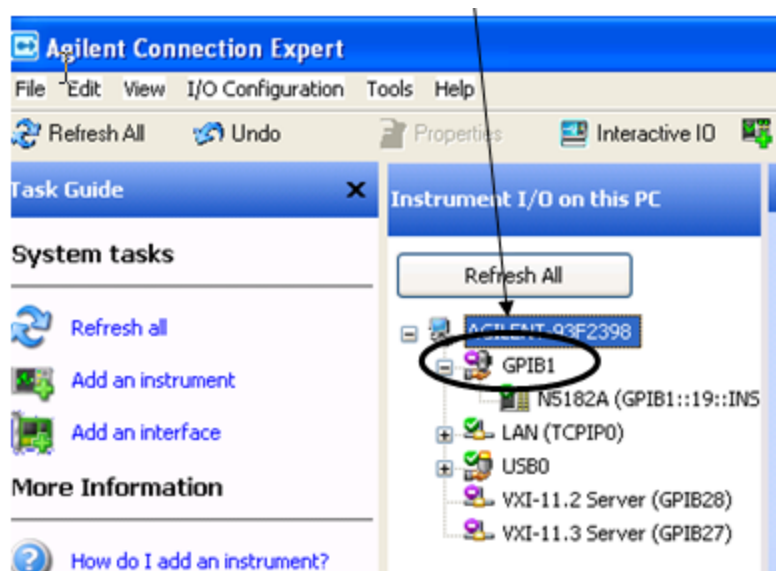 Agilent Connection Expert
File Edit View I/O Configuration Tools Help
Refresh All Undo Properties Interactive IO
Task Guide
Instrument I/O on this PC
System tasks
Refresh All
Refresh all
AGILENT-93F2398
GPIB1
Add an instrument
N5182A (GPIB1::19::INS
Add an interface
LAN (TCPIP0)
USB0
More Information
VXI-11.2 Server (GPIB28)
VXI-11.3 Server (GPIB27)
How do I add an instrument?